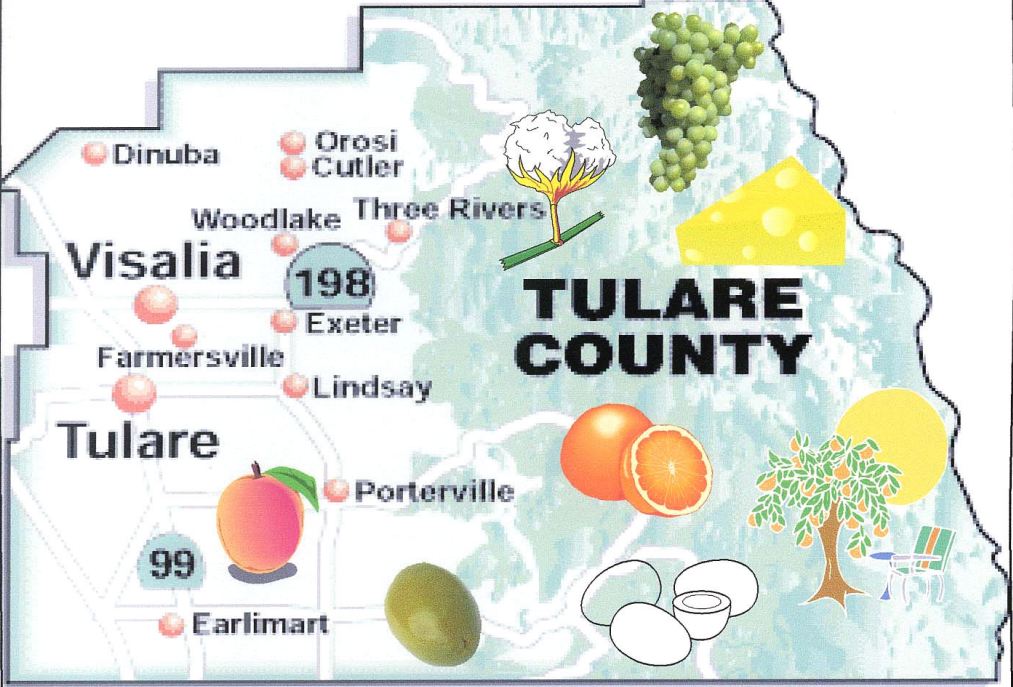 Dinuba
Orosi
Cutler
Woodlake
Three Rivers
Visalia
198
TULARE
COUNTY
Exeter
Farmersville
Lindsay
Tulare
Porterville
99
Earlimart